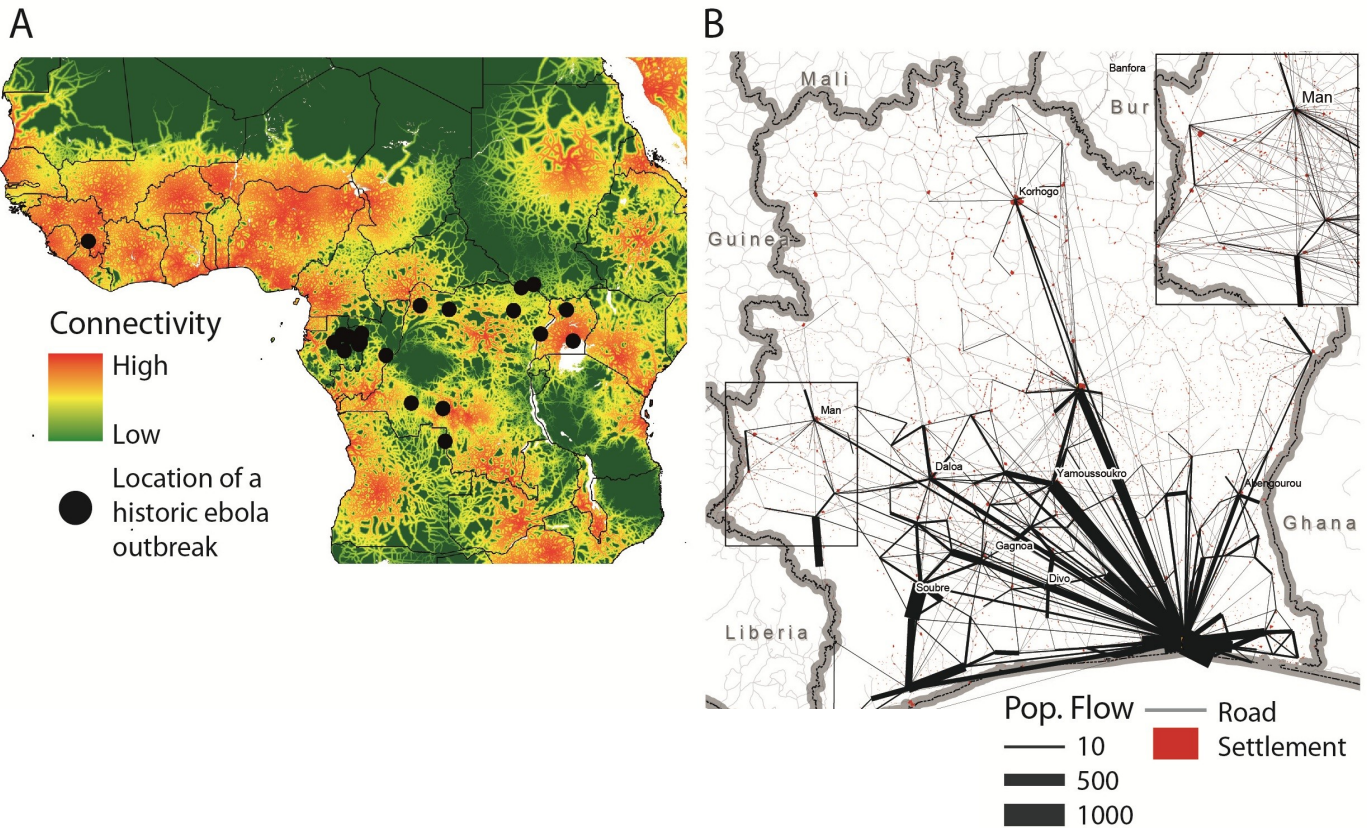 A
Connectivity
High
Low
Location of a
historic ebola
outbreak
B
Mali
Banfora
Bur
Man
Korhogo
Guinea
Man
Daloa
Yamoussoukro
Abengourou
Ghana
Gagnoa
Divo
Soubre
Liberia
Pop. Flow
10
500
1000
Road
Settlement